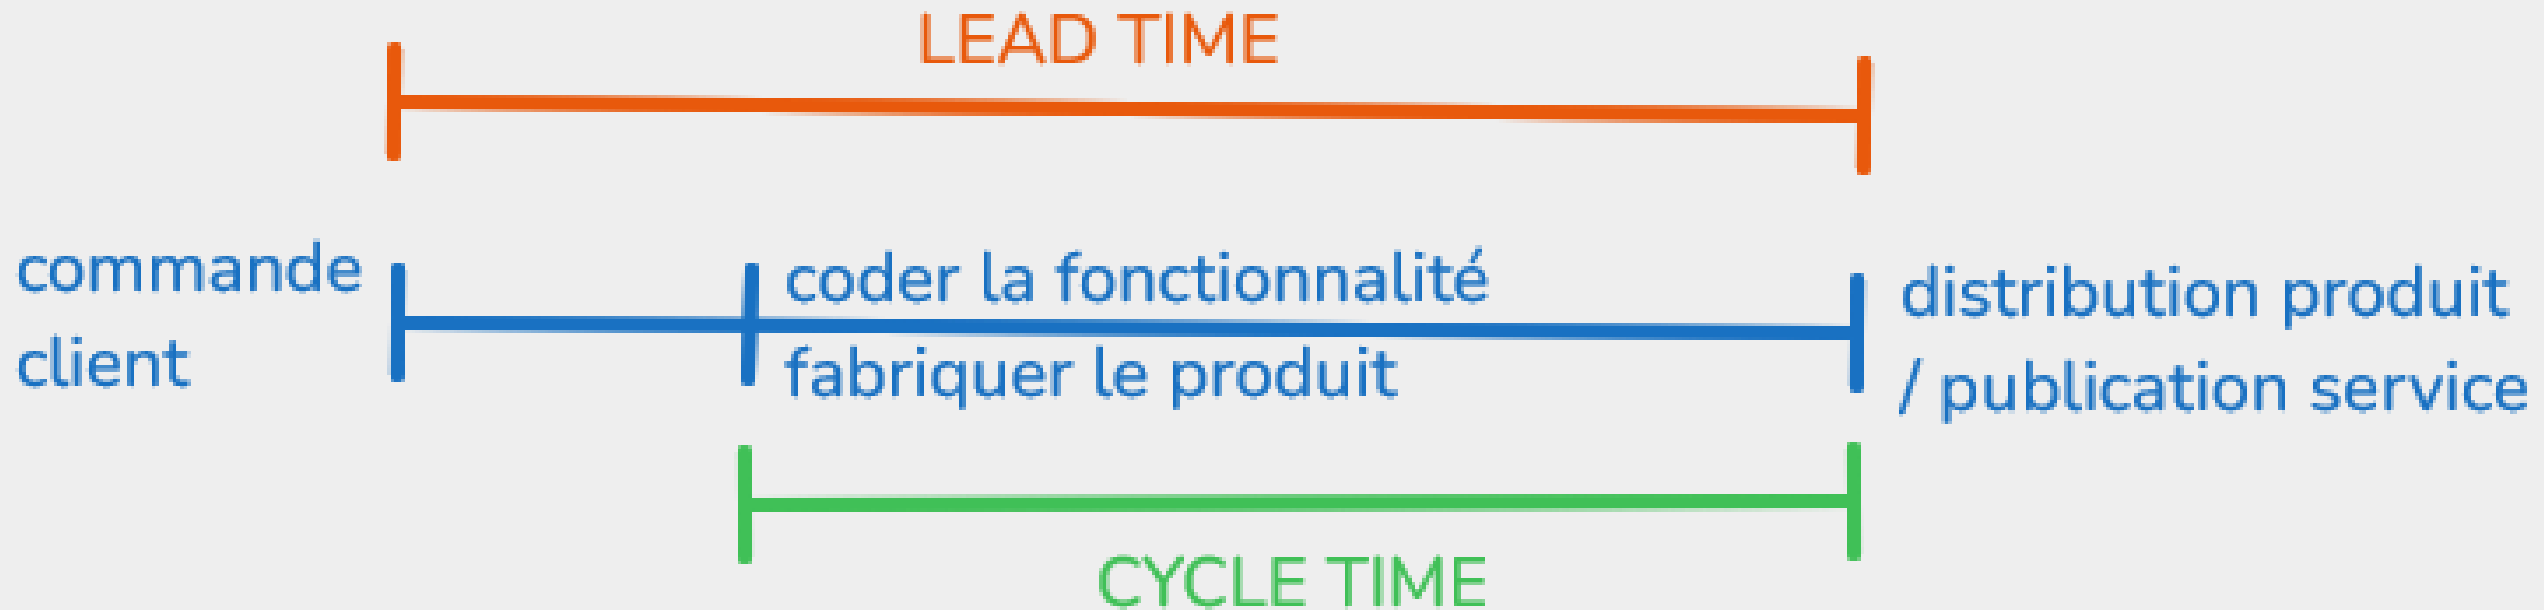 LEAD TIME
commande
client
coder la fonctionnalité
fabriquer le produit
distribution produit
/ publication service
CYCLE TIME